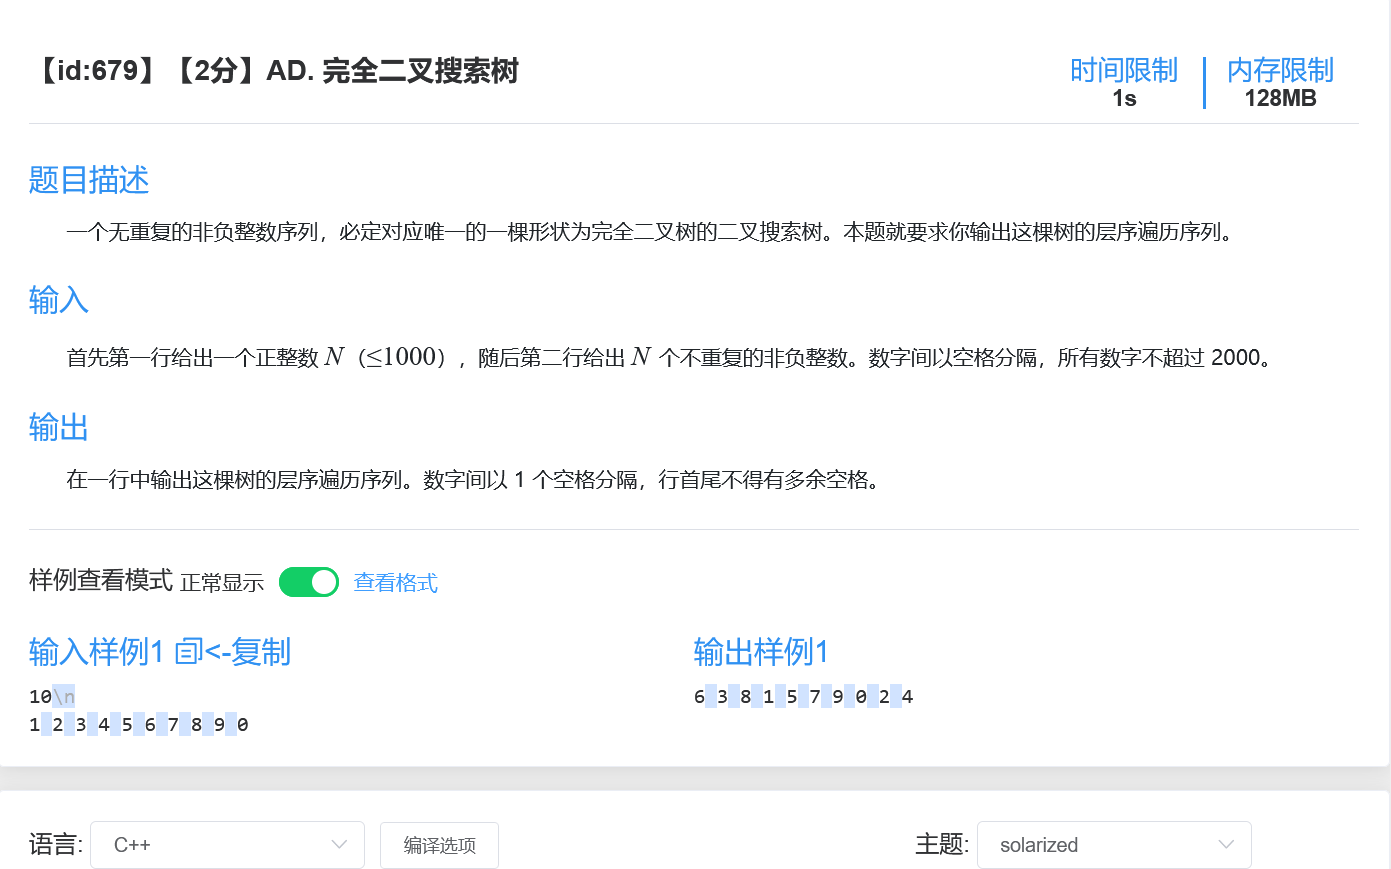 【id:679】【2分】AD. 完全二叉搜索树
时间限制
1s
内存限制
128MB
题目描述
一个无重复的非负整数序列，必定对应唯一的一棵形状为完全二叉树的二叉搜索树。本题就要求你输出这棵树的层序遍历序列。
输入
首先第一行给出一个正整数 N（≤1000），随后第二行给出 N 个不重复的非负整数。数字间以空格分隔，所有数字不超过 2000。
输出
在一行中输出这棵树的层序遍历序列。数字间以 1 个空格分隔，行首尾不得有多余空格。
样例查看模式 正常显示 查看格式
输入样例1 <-复制
10\n
1 2 3 4 5 6 7 8 9 0
输出样例1
6 3 8 1 5 7 9 0 2 4
语言: C++ 编译选项 主题: solarized